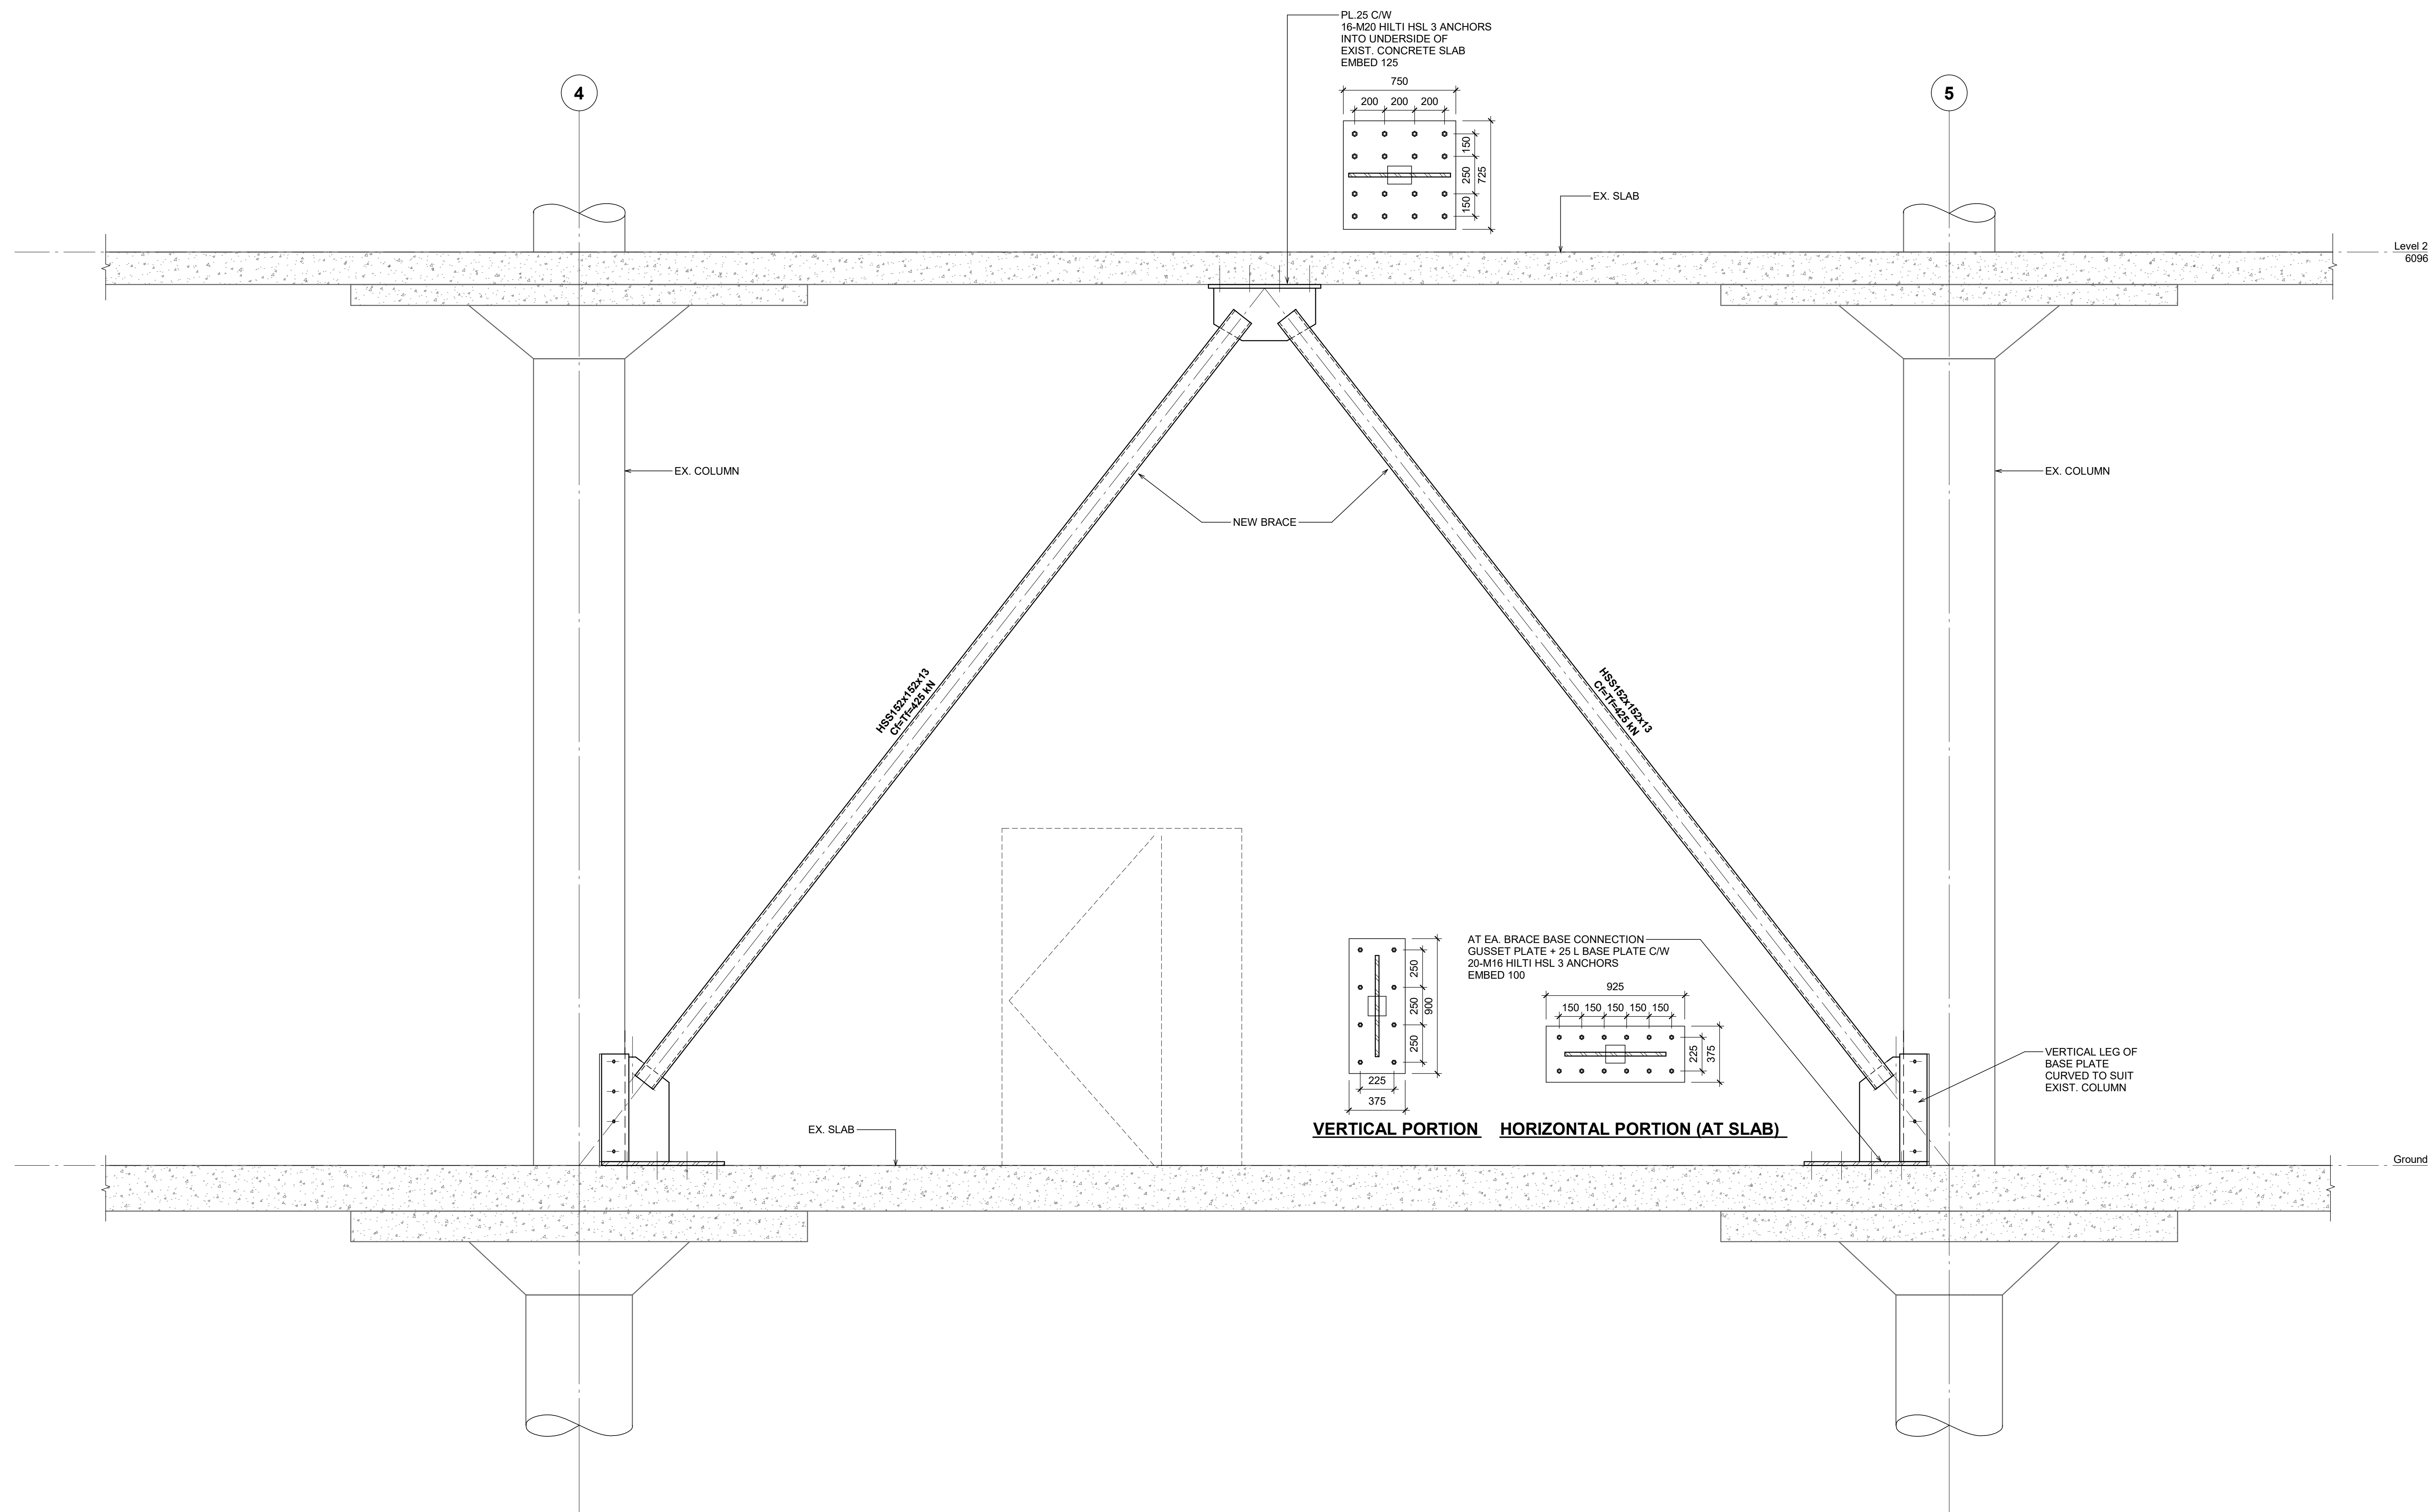 PL.25 C/W
16-M20 HILTI HSL 3 ANCHORS
INTO UNDERSIDE OF
EXIST. CONCRETE SLAB
EMBED 125
750
200 200 200
150
250
150
725
4
5
EX. SLAB
Level 2
6096
EX. COLUMN
EX. COLUMN
NEW BRACE
HSS152x152x13
Cf=Tf=425 kN
HSS152x152x13
Cf=Tf=425 kN
250
250
250
900
225
375
VERTICAL PORTION
AT EA. BRACE BASE CONNECTION
GUSSET PLATE + 25 L BASE PLATE C/W
20-M16 HILTI HSL 3 ANCHORS
EMBED 100
925
150 150 150 150 150
225
375
HORIZONTAL PORTION (AT SLAB)
VERTICAL LEG OF
BASE PLATE
CURVED TO SUIT
EXIST. COLUMN
EX. SLAB
Ground